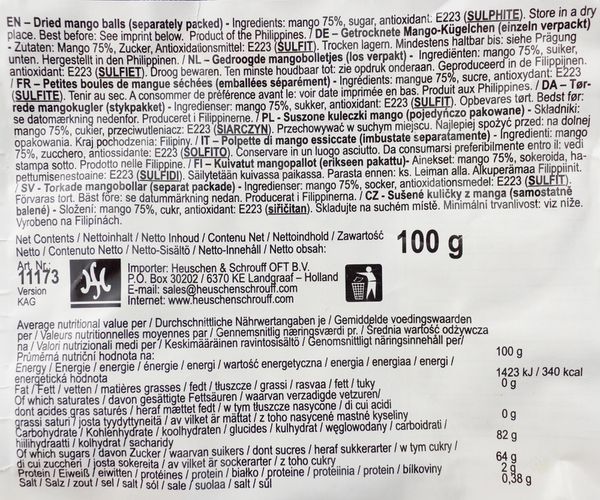 EN – Dried mango balls (separately packed) - Ingredients: mango 75%, sugar, antioxidant: E223 (SULPHITE). Store in a dry
place. Best before: See imprint below. Product of the Philippines. / DE – Getrocknete Mango-Kügelchen (einzeln verpackt)
- Zutaten: Mango 75%, Zucker, Antioxidationsmittel: E223 (SULFIT). Trocken lagern. Mindestens haltbar bis: siehe Prägung
unten. Hergestellt in den Philippinen. / NL – Gedroogde mangobolletjes (los verpakt) - Ingrediënten: mango 75%, suiker,
antioxidant: E223 (SULFIET). Droog bewaren. Ten minste houdbaar tot: zie opdruk onderaan. Geproduceerd in de Filippijnen.
/ FR – Petites boules de mangue séchées (emballées séparément) - Ingrédients: mangue 75%, sucre, antioxydant: E223
(SULFITE). Tenir au sec. A consommer de préférence avant le: voir date imprimée en bas. Produit aux Philippines. / DA – Tør-
rede mangokugler (stykpakket) - Ingredienser: mango 75%, sukker, antioxidant: E223 (SULFIT). Opbevares tørt. Bedst før:
se datomærkning nedenfor. Produceret i Filippinerne. / PL - Suszone kuleczki mango (pojedyńczo pakowane) - Składniki:
mango 75%, cukier, przeciwutleniacz: E223 (SIARCZYN). Przechowywać w suchym miejscu. Najlepiej spożyć przed: na dolnej
opakowania. Kraj pochodzenia: Filipiny. / IT – Polpette di mango essiccate (imbustate separatamente) - Ingredienti: mango
75%, zucchero, antiossidante: E223 (SOLFITO). Conservare in un luogo asciutto. Da consumarsi preferibilmente entro il: vedi
stampa sotto. Prodotto nelle Filippine. / FI – Kuivatut mangopallot (erikseen pakattu)- Ainekset: mango 75%, sokeroida, ha-
pettumisenestoaine: E223 (SULFIDI). Säilytetään kuivassa paikassa. Parasta ennen: ks. Leiman alla. Alkuperämaa Filippiinit.
/ SV - Torkade mangobollar (separat packade) - Ingredienser: mango 75%, socker, antioxidationsmedel: E223 (SULFIT).
Förvaras tort. Bäst före: se datummärkning nedan. Producerat i Filippinerna. / CZ - Sušené kuličky z manga (samostatně
balené) - Složení: mango 75%, cukr, antioxidant: E223 (siřičitan). Skladujte na suchém místě. Minimální trvanlivost: viz níže.
Vyrobeno na Filipínách.
Net Contents / Nettoinhalt / Netto Inhoud / Contenu Net / Nettoindhold / Zawartość
Netto / Contenuto Netto / Netto-Sisältö / Netto-Innehåll / Netto obsah:
100 g
Art. Nr.:
11173
Version
KAG
Importer: Heuschen & Schrouff OFT B.V.
P.O. Box 30202 / 6370 KE Landgraaf – Holland
E-mail: sales@heuschenschrouff.com
Internet: www.heuschenschrouff.com
Average nutritional value per / Durchschnittliche Nährwertangaben je / Gemiddelde voedingswaarden
per / Valeurs nutritionnelles moyennes par / Gennemsnitlig næringsværdi pr. / Średnia wartość odżywcza
na / Valori nutrizionali medi per / Keskimääräinen ravintosisältö / Genomsnittligt näringsinnehåll per/
Průměrná nutriční hodnota na: 100 g
Energy / Energie / energie / énergie / energi / wartość energetyczna / energia / energiaa / energi /
energetická hodnota 1423 kJ / 340 kcal
Fat / Fett / vetten / matières grasses / fedt / tłuszcze / grassi / rasvaa / fett / tuky 0 g
Of which saturates / davon gesättigte Fettsäuren / waarvan verzadigde vetzuren/
dont acides gras saturés / heraf mættet fedt / w tym tłuszcze nasycone / di cui acidi
grassi saturi / josta tyydyttyneitä / av vilket är mättat / z toho nasycené mastné kyseliny 0 g
Carbohydrate / Kohlenhydrate / koolhydraten / glucides / kulhydrat / węglowodany / carboidrati /
hiilihydraatti / kolhydrat / sacharidy 82 g
Of which sugars / davon Zucker / waarvan suikers / dont sucres / heraf sukkerarter / w tym cukry /
di cui zuccheri / josta sokereita / av vilket är sockerarter / z toho cukry 64 g
Protein / Eiweiß / eiwitten / protéines / protein / białko / proteine / proteiinia / protein / bílkoviny 2 g
Salt / Salz / zout / sel / salt / sól / sale / suolaa / salt / sůl 0,38 g